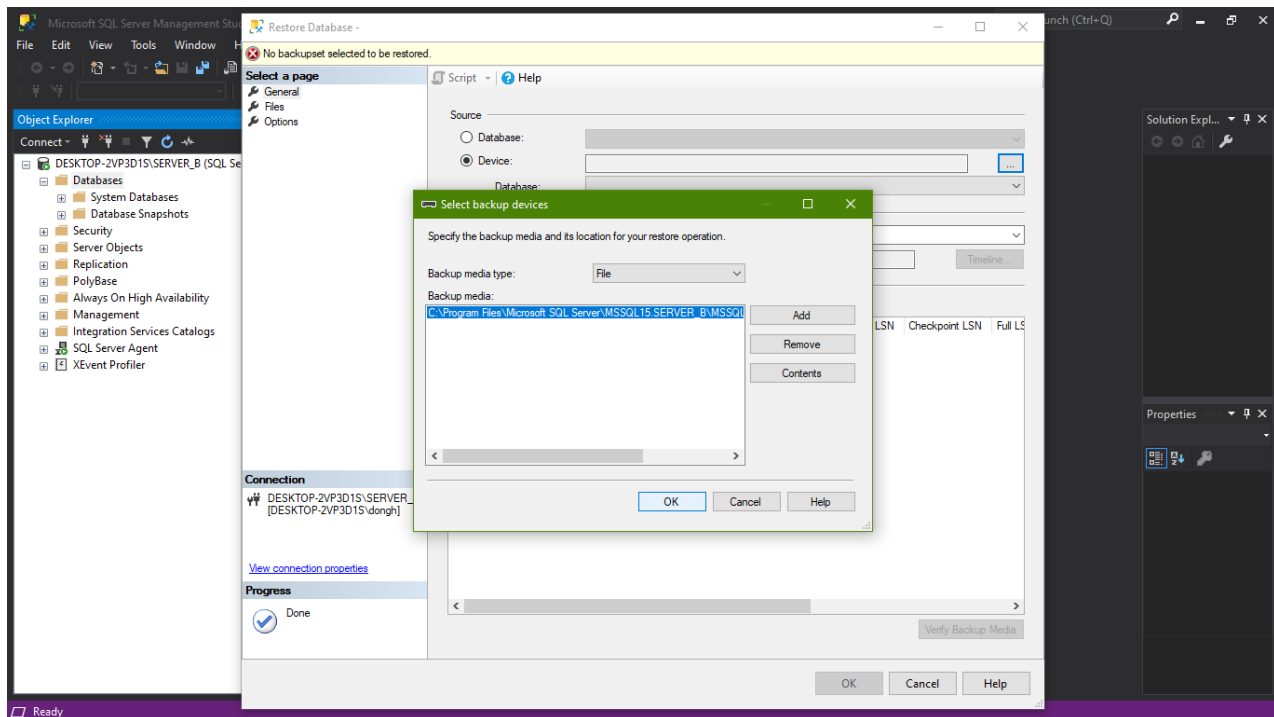 Microsoft SQL Server Management Stu
Restore Database -
unch (Ctrl+Q)
File Edit View Tools Window H
No backupset selected to be restored.
Select a page
General
Files
Options
Script Help
Object Explorer
Connect
DESKTOP-2VP3D1S\SERVER_B (SQL Se
Databases
System Databases
Database Snapshots
Security
Server Objects
Replication
PolyBase
Always On High Availability
Management
Integration Services Catalogs
SQL Server Agent
XEvent Profiler
Source
Database:
Device:
...
Database:
Timeline...
LSN Checkpoint LSN Full LS
Select backup devices
Specify the backup media and its location for your restore operation.
Backup media type: File
Backup media:
C:\Program Files\Microsoft SQL Server\MSSQL15.SERVER_B\MSSQL
Add
Remove
Contents
OK Cancel Help
Connection
DESKTOP-2VP3D1S\SERVER_
[DESKTOP-2VP3D1S\dongh]
View connection properties
Progress
Done
Verify Backup Media
OK Cancel Help
Solution Expl...
Properties
Ready